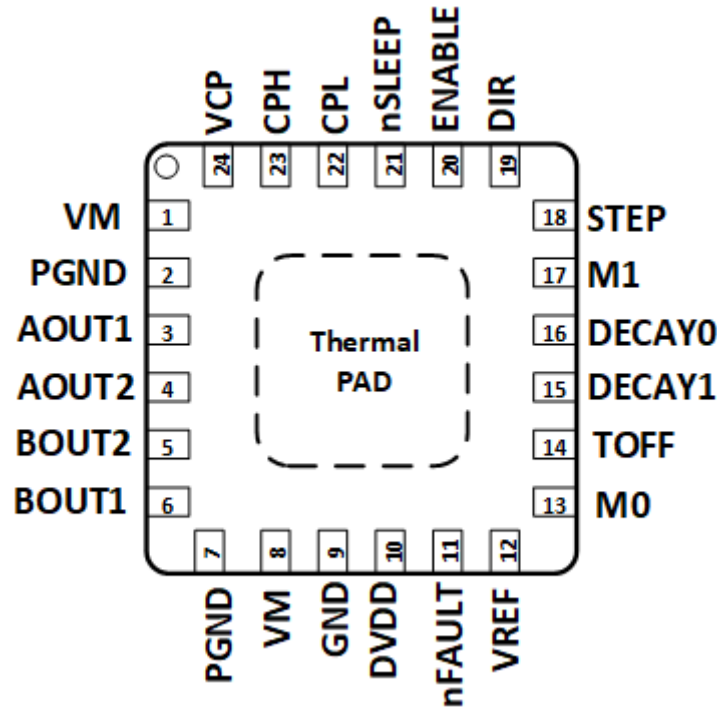 VCP
CPH
CPL
nSLEEP
ENABLE
DIR
24
23
22
21
20
19
VM 1
PGND 2
AOUT1 3
AOUT2 4
BOUT2 5
BOUT1 6
Thermal
PAD
18 STEP
17 M1
16 DECAY0
15 DECAY1
14 TOFF
13 M0
7
8
9
10
11
12
PGND
VM
GND
DVDD
nFAULT
VREF